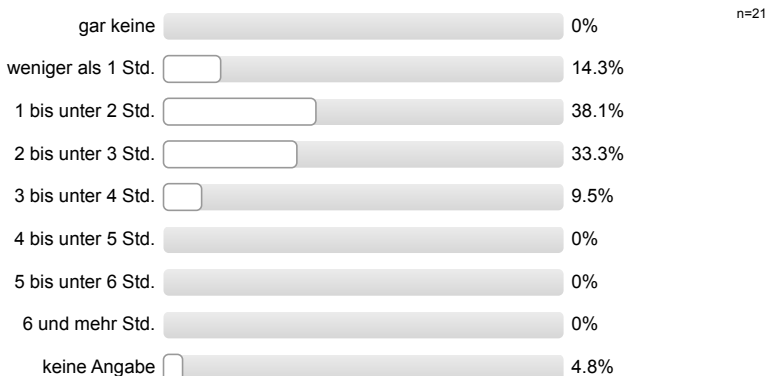 n=21
gar keine 0%
weniger als 1 Std. 14.3%
1 bis unter 2 Std. 38.1%
2 bis unter 3 Std. 33.3%
3 bis unter 4 Std. 9.5%
4 bis unter 5 Std. 0%
5 bis unter 6 Std. 0%
6 und mehr Std. 0%
keine Angabe 4.8%